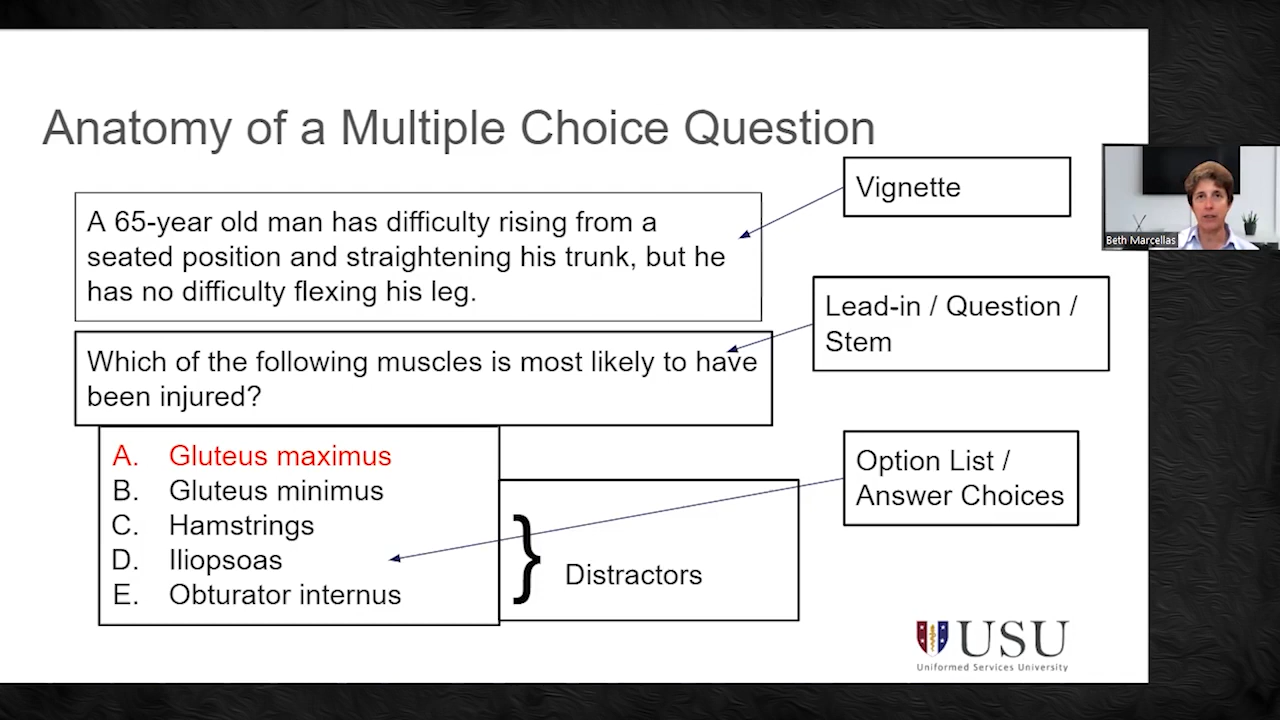 Anatomy of a Multiple Choice Question
A 65-year old man has difficulty rising from a
seated position and straightening his trunk, but he
has no difficulty flexing his leg.
Vignette
Which of the following muscles is most likely to have
been injured?
Lead-in / Question /
Stem
A. Gluteus maximus
B. Gluteus minimus
C. Hamstrings
D. Iliopsoas
E. Obturator internus
} Distractors
Option List /
Answer Choices
Beth Marcellas
USU
Uniformed Services University